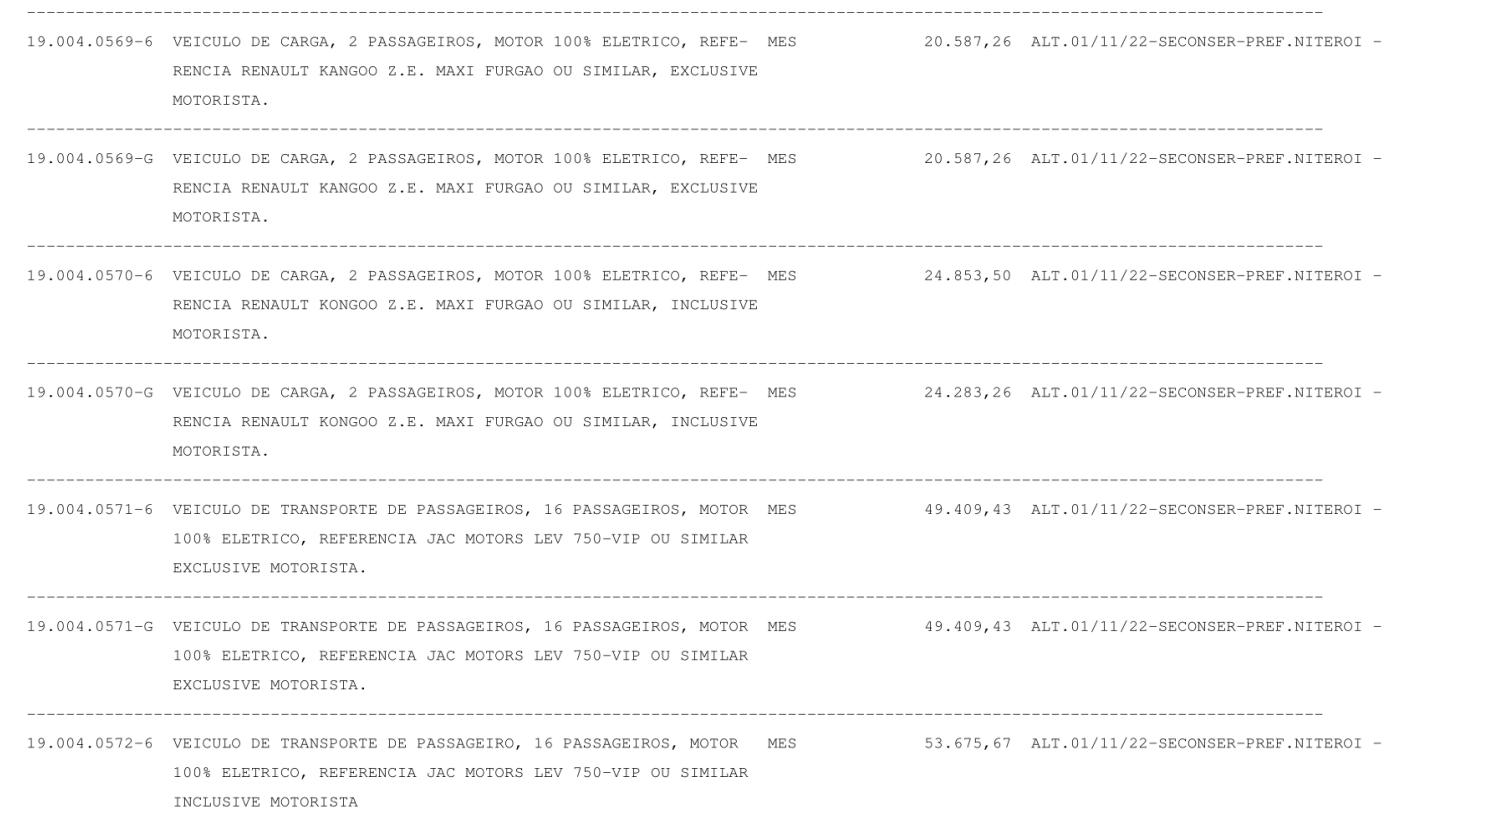 19.004.0569-6 VEICULO DE CARGA, 2 PASSAGEIROS, MOTOR 100% ELETRICO, REFE- MES 20.587,26 ALT.01/11/22-SECONSER-PREF.NITEROI -
RENCIA RENAULT KANGOO Z.E. MAXI FURGAO OU SIMILAR, EXCLUSIVE
MOTORISTA.
19.004.0569-G VEICULO DE CARGA, 2 PASSAGEIROS, MOTOR 100% ELETRICO, REFE- MES 20.587,26 ALT.01/11/22-SECONSER-PREF.NITEROI -
RENCIA RENAULT KANGOO Z.E. MAXI FURGAO OU SIMILAR, EXCLUSIVE
MOTORISTA.
19.004.0570-6 VEICULO DE CARGA, 2 PASSAGEIROS, MOTOR 100% ELETRICO, REFE- MES 24.853,50 ALT.01/11/22-SECONSER-PREF.NITEROI -
RENCIA RENAULT KONGOO Z.E. MAXI FURGAO OU SIMILAR, INCLUSIVE
MOTORISTA.
19.004.0570-G VEICULO DE CARGA, 2 PASSAGEIROS, MOTOR 100% ELETRICO, REFE- MES 24.283,26 ALT.01/11/22-SECONSER-PREF.NITEROI -
RENCIA RENAULT KONGOO Z.E. MAXI FURGAO OU SIMILAR, INCLUSIVE
MOTORISTA.
19.004.0571-6 VEICULO DE TRANSPORTE DE PASSAGEIROS, 16 PASSAGEIROS, MOTOR MES 49.409,43 ALT.01/11/22-SECONSER-PREF.NITEROI -
100% ELETRICO, REFERENCIA JAC MOTORS LEV 750-VIP OU SIMILAR
EXCLUSIVE MOTORISTA.
19.004.0571-G VEICULO DE TRANSPORTE DE PASSAGEIROS, 16 PASSAGEIROS, MOTOR MES 49.409,43 ALT.01/11/22-SECONSER-PREF.NITEROI -
100% ELETRICO, REFERENCIA JAC MOTORS LEV 750-VIP OU SIMILAR
EXCLUSIVE MOTORISTA.
19.004.0572-6 VEICULO DE TRANSPORTE DE PASSAGEIRO, 16 PASSAGEIROS, MOTOR MES 53.675,67 ALT.01/11/22-SECONSER-PREF.NITEROI -
100% ELETRICO, REFERENCIA JAC MOTORS LEV 750-VIP OU SIMILAR
INCLUSIVE MOTORISTA